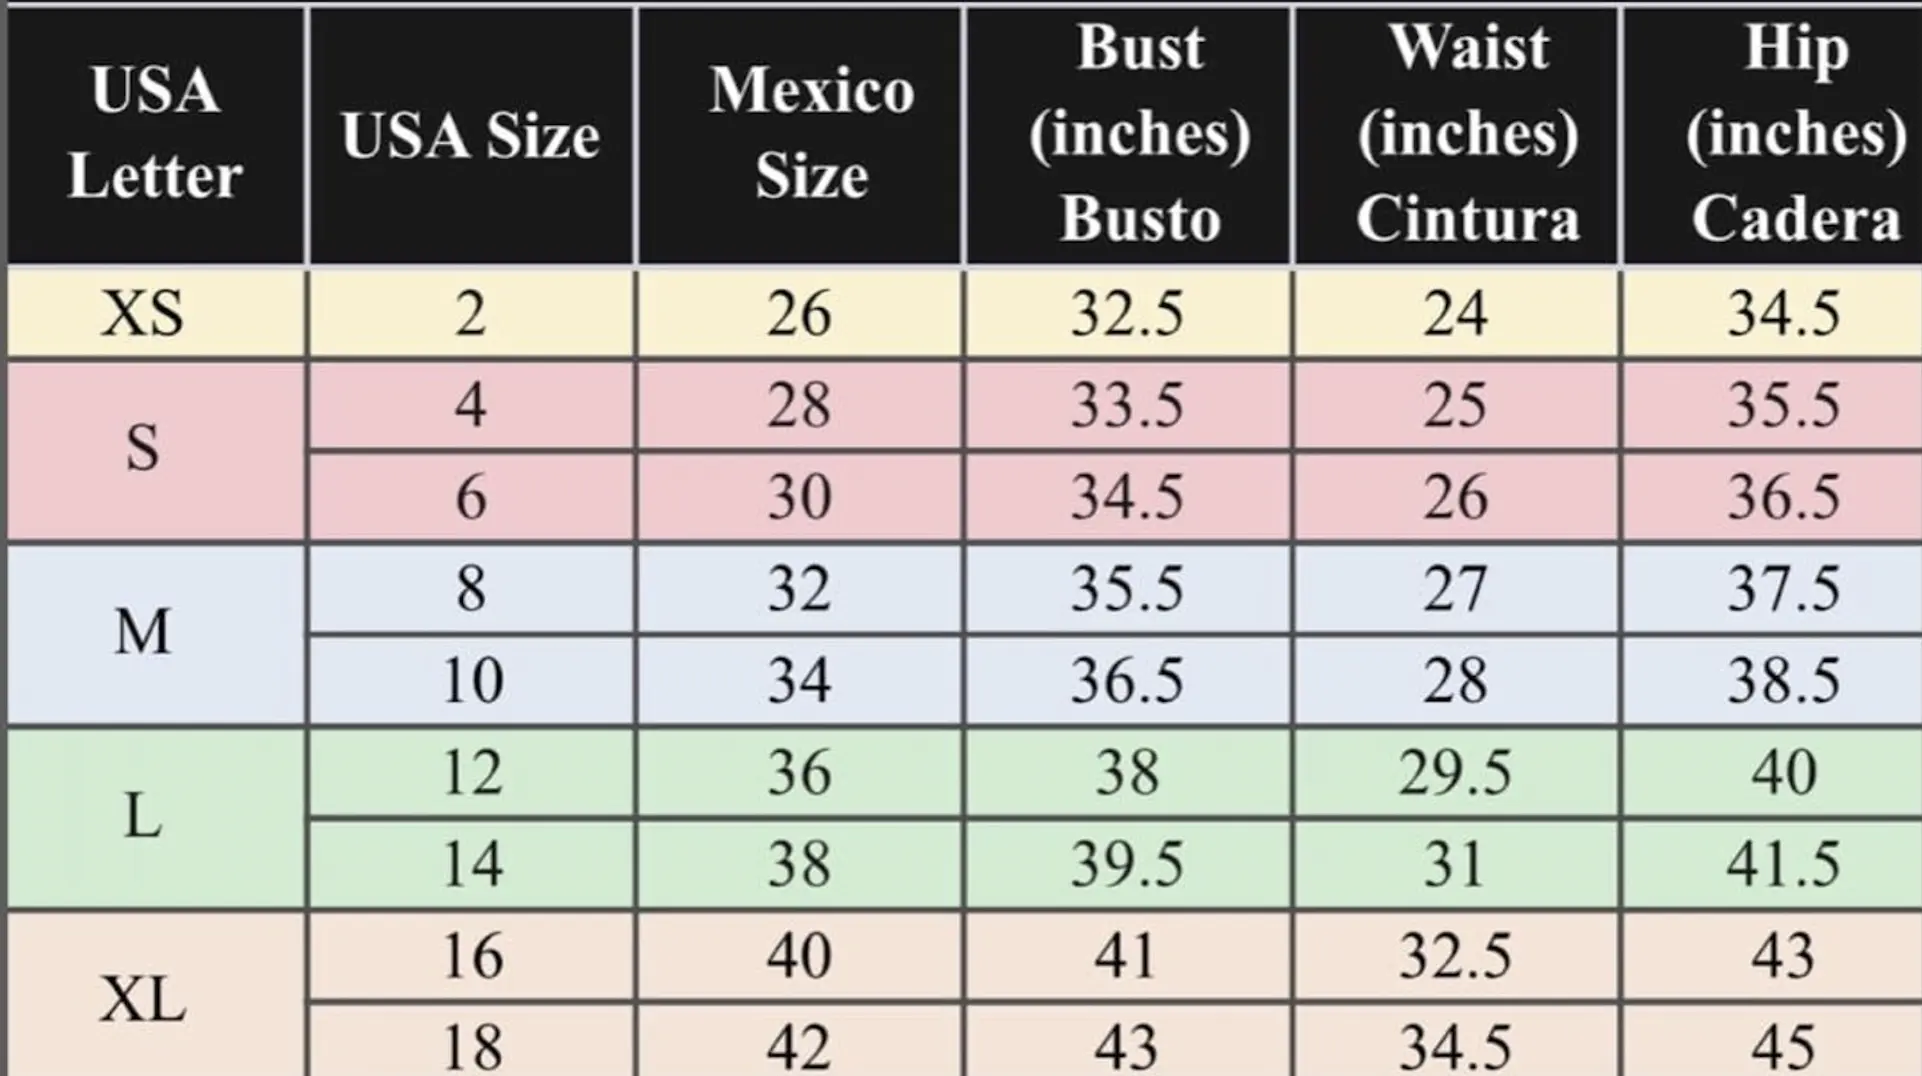 USA Letter | USA Size | Mexico Size | Bust (inches) Busto | Waist (inches) Cintura | Hip (inches) Cadera
XS | 2 | 26 | 32.5 | 24 | 34.5
S | 4 | 28 | 33.5 | 25 | 35.5
6 | 30 | 34.5 | 26 | 36.5
M | 8 | 32 | 35.5 | 27 | 37.5
10 | 34 | 36.5 | 28 | 38.5
L | 12 | 36 | 38 | 29.5 | 40
14 | 38 | 39.5 | 31 | 41.5
XL | 16 | 40 | 41 | 32.5 | 43
18 | 42 | 43 | 34.5 | 45